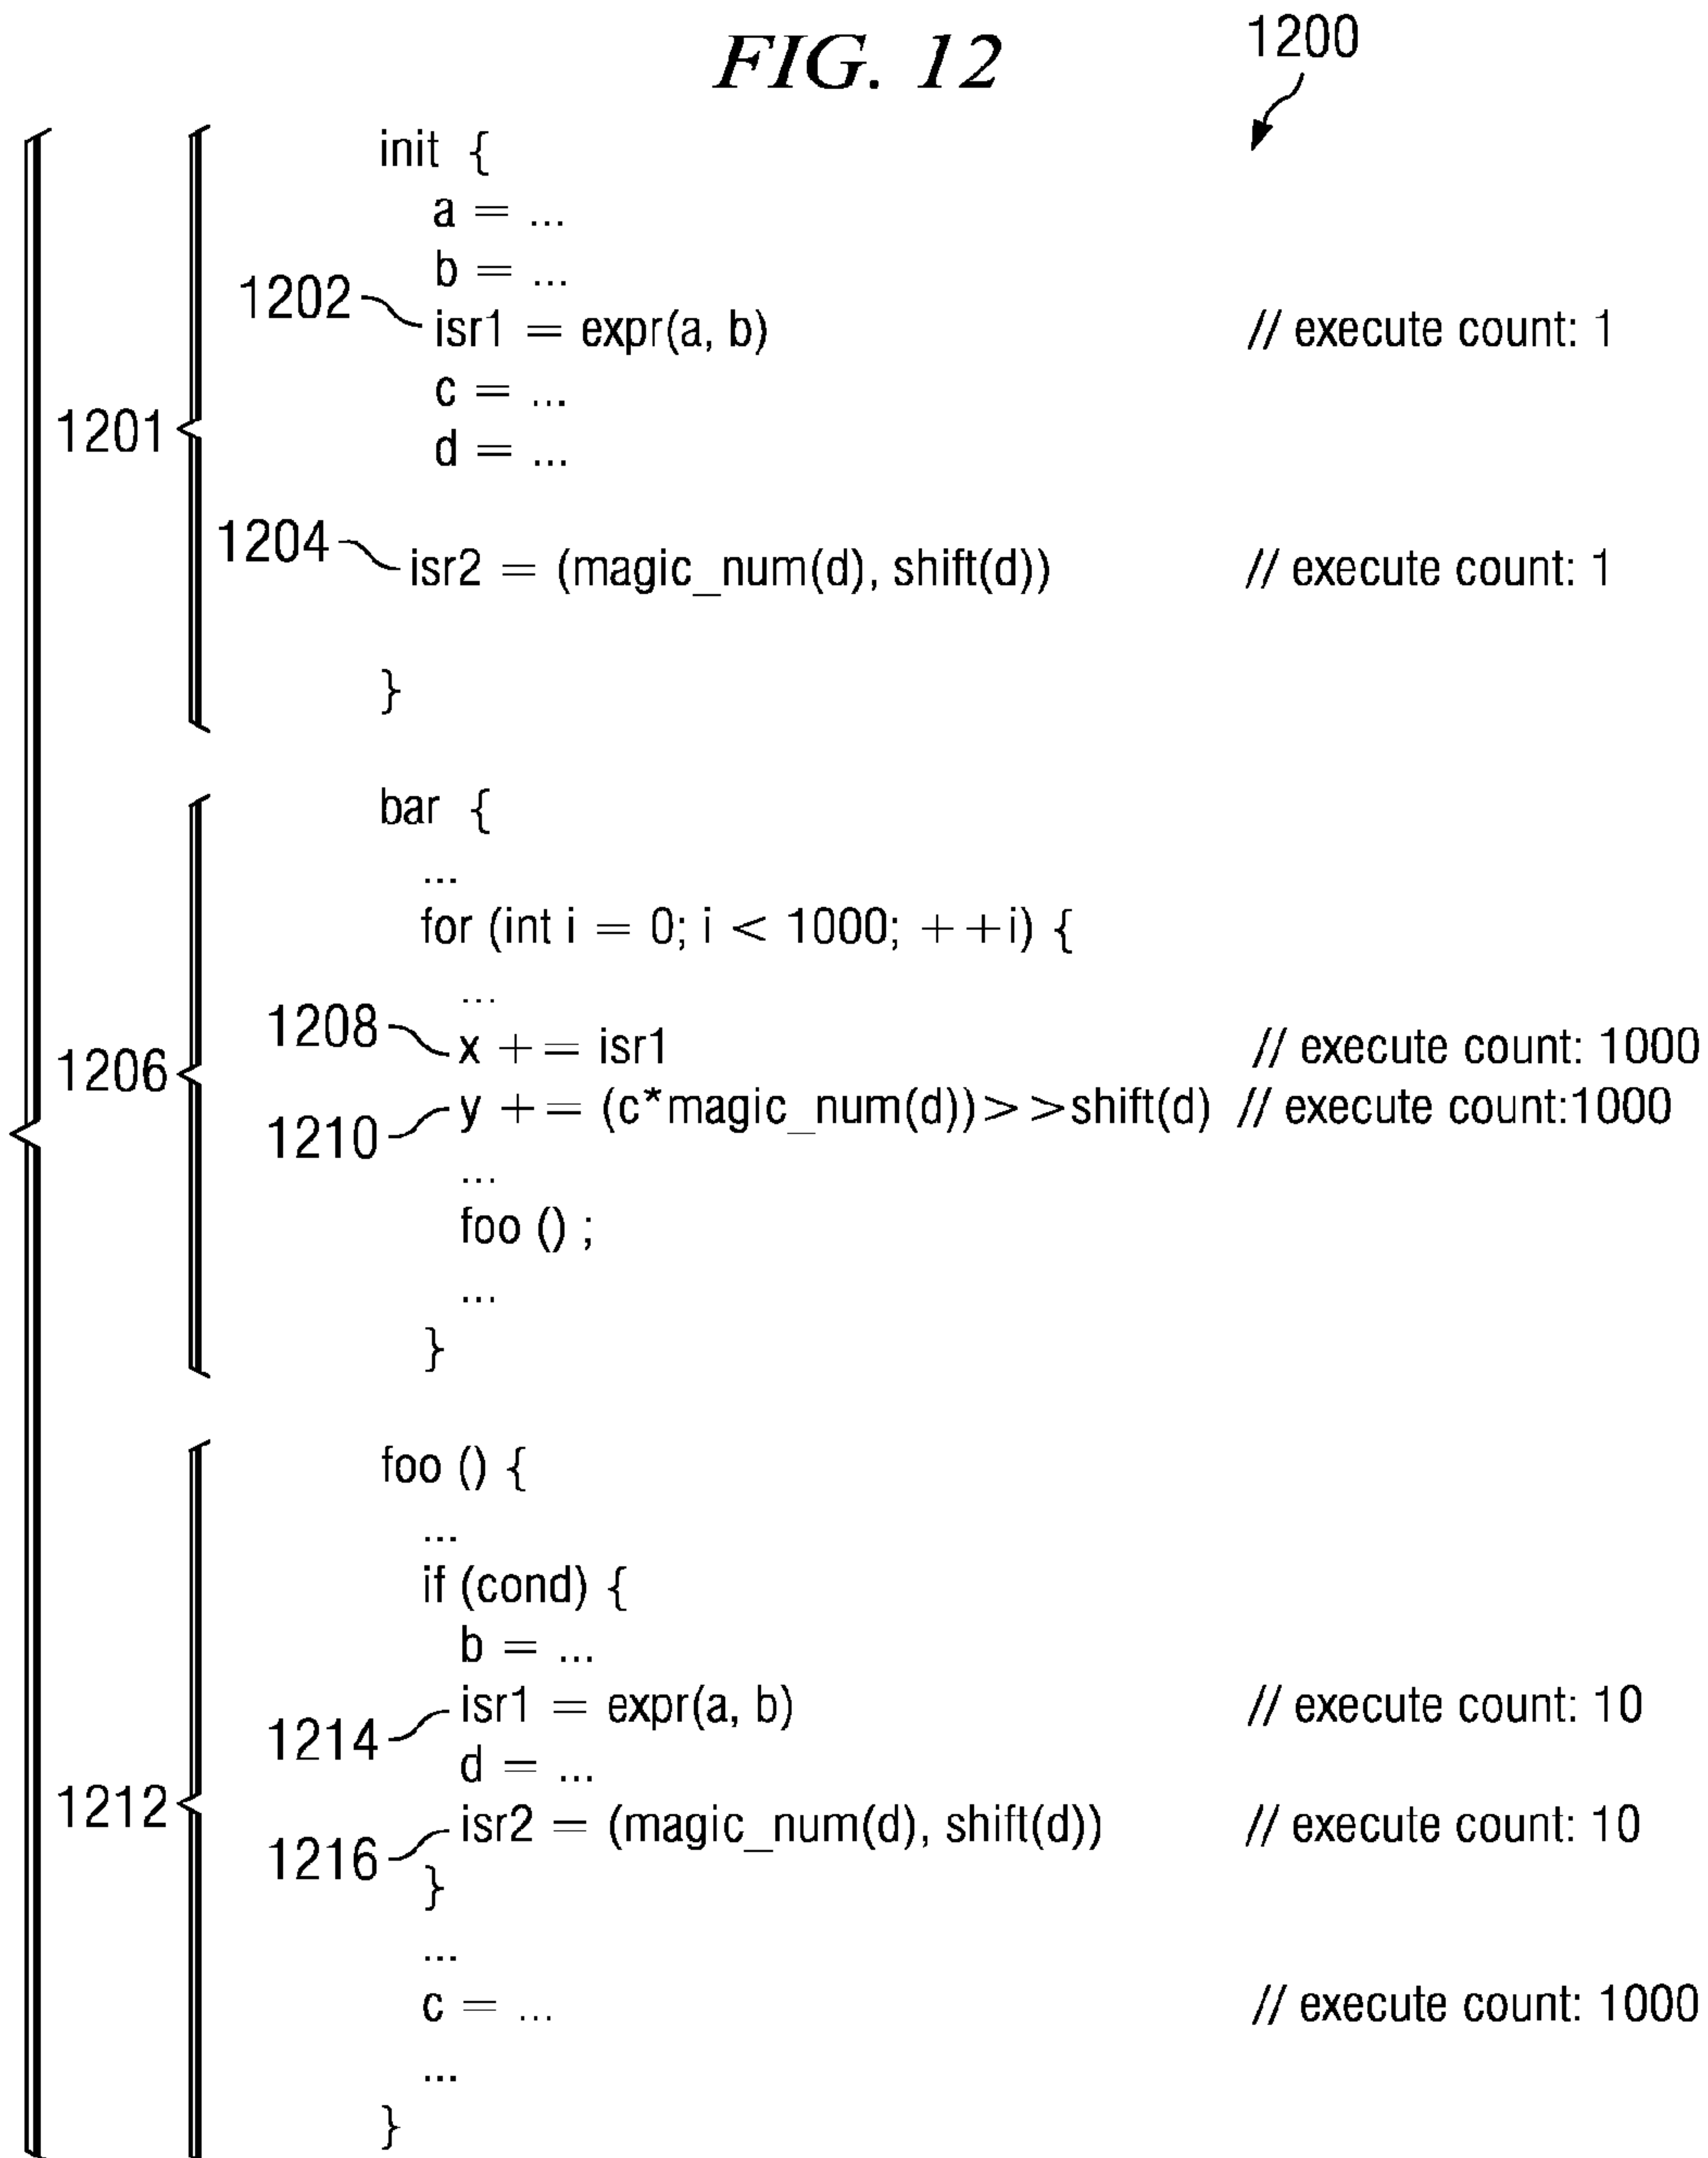 FIG. 12
1200
init {
a = ...
b = ...
1202
isr1 = expr(a, b) // execute count: 1
c = ...
1201
d = ...
1204
isr2 = (magic_num(d), shift(d)) // execute count: 1
}
bar {
...
for (int i = 0; i < 1000; ++i) {
...
1208
x += isr1 // execute count: 1000
1206
y += (c*magic_num(d))>>shift(d) // execute count:1000
1210
...
foo () ;
...
}
foo () {
...
if (cond) {
b = ...
isr1 = expr(a, b) // execute count: 10
1214
d = ...
1212
isr2 = (magic_num(d), shift(d)) // execute count: 10
1216
}
...
c = ... // execute count: 1000
...
}